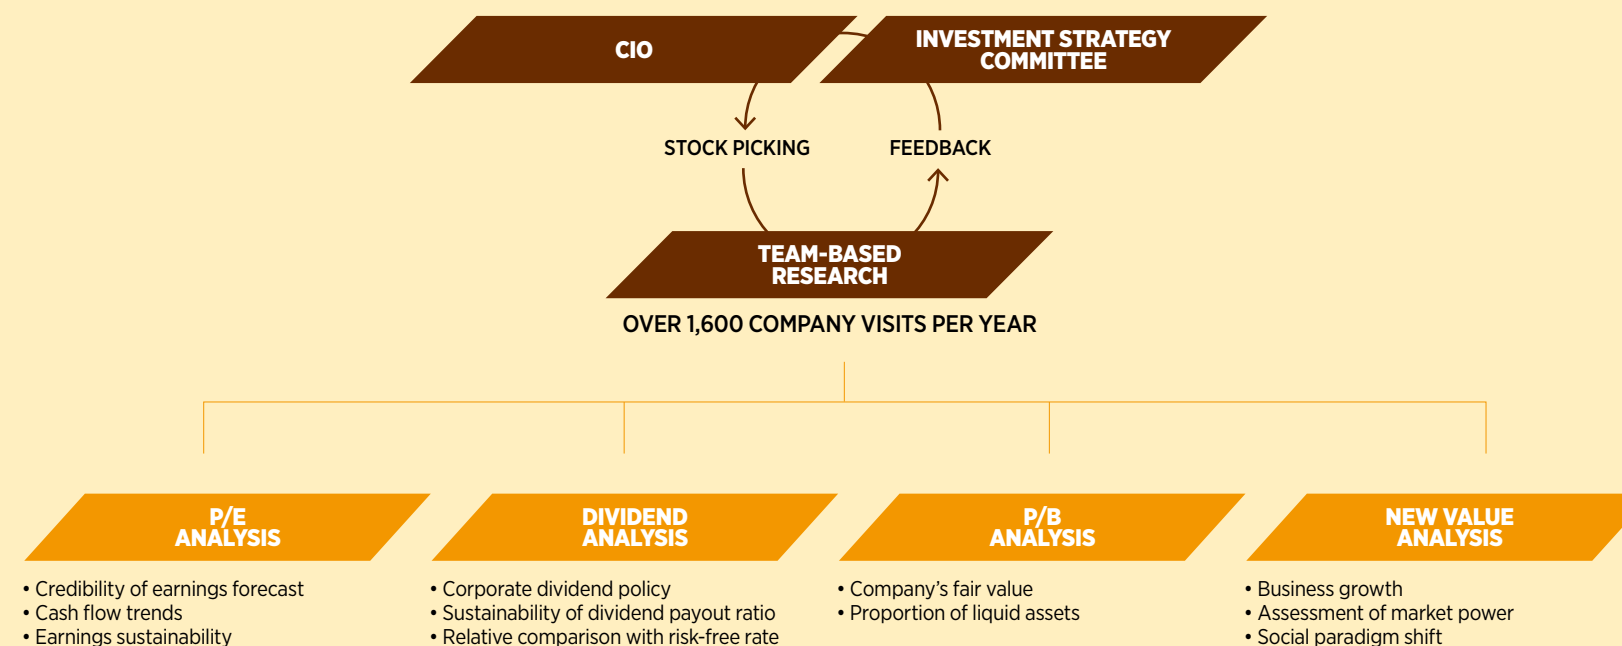 CIO
INVESTMENT STRATEGY
COMMITTEE
STOCK PICKING
FEEDBACK
TEAM-BASED
RESEARCH
OVER 1,600 COMPANY VISITS PER YEAR
P/E
ANALYSIS
• Credibility of earnings forecast
• Cash flow trends
• Earnings sustainability
DIVIDEND
ANALYSIS
• Corporate dividend policy
• Sustainability of dividend payout ratio
• Relative comparison with risk-free rate
P/B
ANALYSIS
• Company’s fair value
• Proportion of liquid assets
NEW VALUE
ANALYSIS
• Business growth
• Assessment of market power
• Social paradigm shift